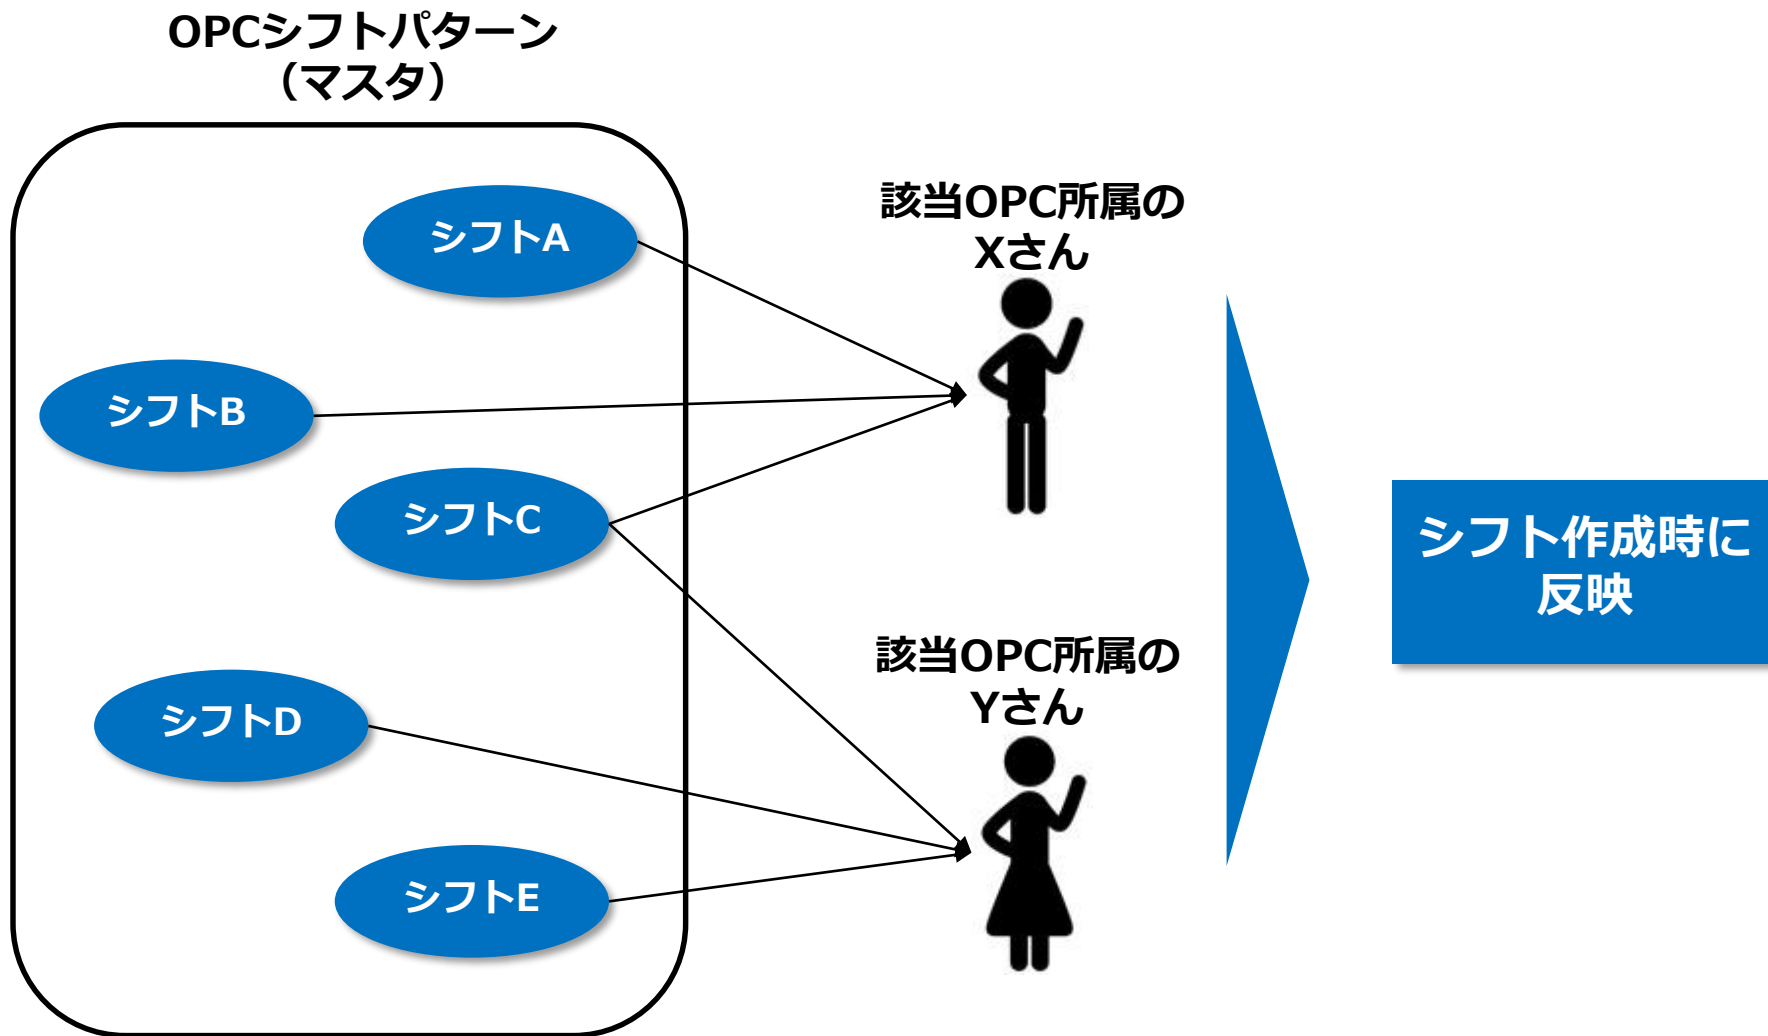 OPCシフトパターン
（マスタ）
シフトA
シフトB
シフトC
シフトD
シフトE
該当OPC所属の
Xさん
該当OPC所属の
Yさん
シフト作成時に
反映